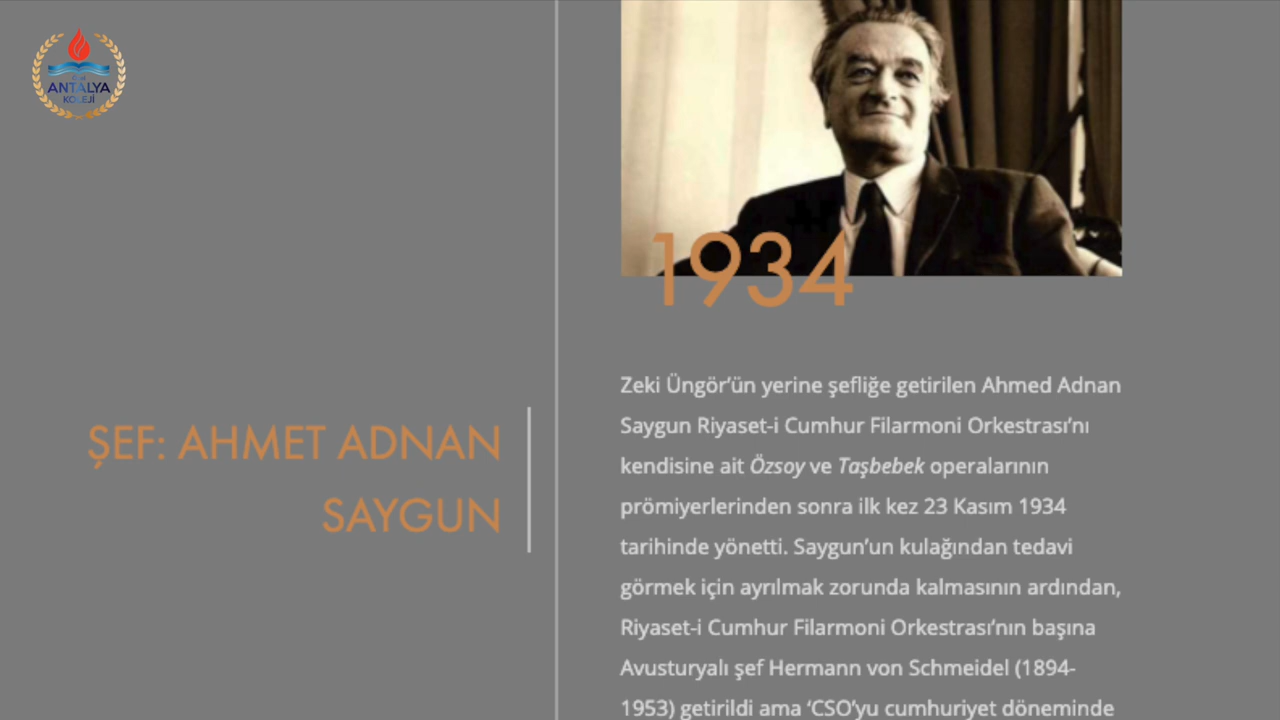 ANTALYA
KOLEJİ
1934
ŞEF: AHMET ADNAN
SAYGUN
Zeki Üngör’ün yerine şefliğe getirilen Ahmed Adnan
Saygun Riyaset-i Cumhur Filarmoni Orkestrası’nı
kendisine ait Özsoy ve Taşbebek operalarının
prömiyerlerinden sonra ilk kez 23 Kasım 1934
tarihinde yönetti. Saygun’un kulağından tedavi
görmek için ayrılmak zorunda kalmasının ardından,
Riyaset-i Cumhur Filarmoni Orkestrası’nın başına
Avusturyalı şef Hermann von Schmeidel (1894-
1953) getirildi ama ‘CSO’yu cumhuriyet döneminde